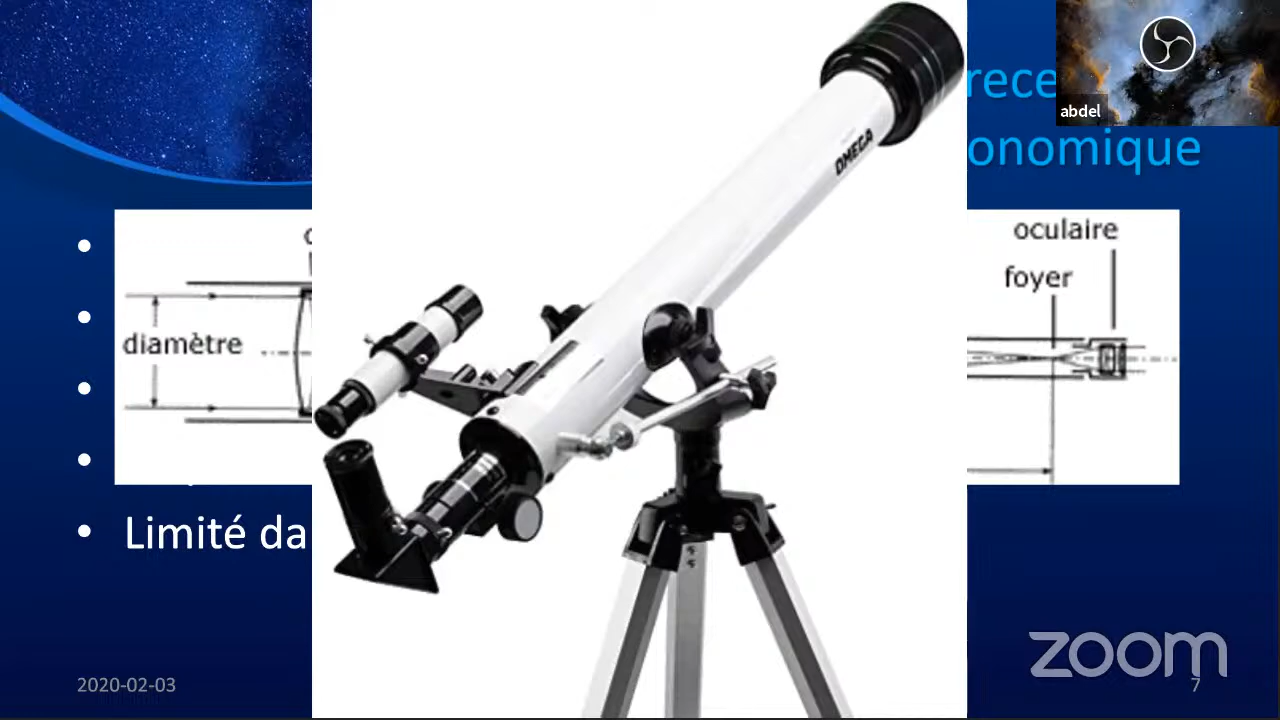 rece
abdel
onomique
OMEGA
oculaire
foyer
diamètre
• Limité da
zoom
2020-02-03
7